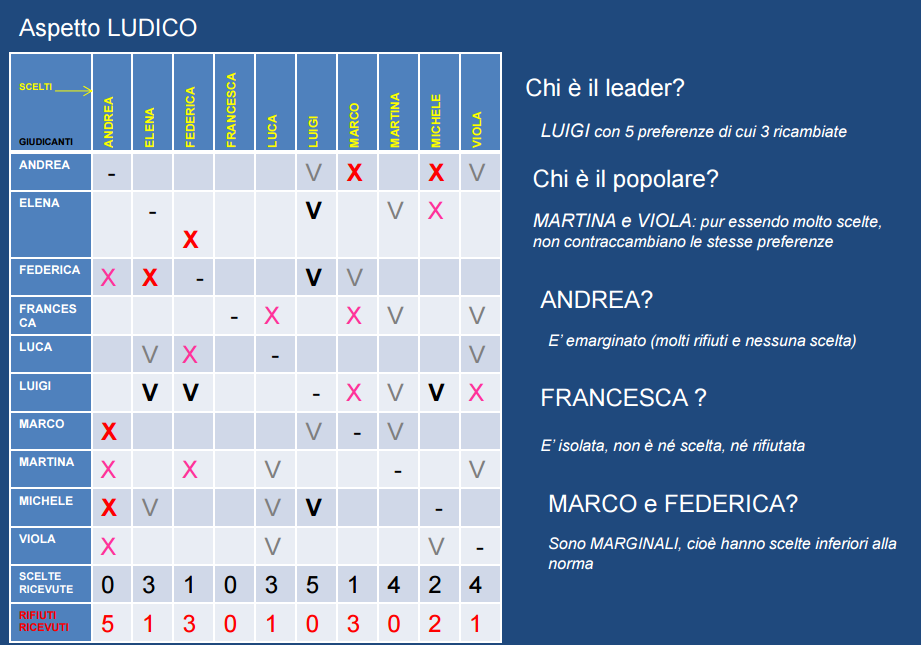 Aspetto LUDICO
SCELTI
GIUDICANTI
ANDREA ELENA FEDERICA FRANCESCA LUCA LUIGI MARCO MARTINA MICHELE VIOLA
ANDREA - V X X V
ELENA - V V X
X
FEDERICA X X - V V
FRANCES
CA - X X V V
LUCA V X - V
LUIGI V V - X V V X
MARCO X V - V
MARTINA X X V - V
MICHELE X V V V -
VIOLA X V V -
SCELTE
RICEVUTE 0 3 1 0 3 5 1 4 2 4
RIFIUTI
RICEVUTI 5 1 3 0 1 0 3 0 2 1
Chi è il leader?
LUIGI con 5 preferenze di cui 3 ricambiate
Chi è il popolare?
MARTINA e VIOLA: pur essendo molto scelte,
non contraccambiano le stesse preferenze
ANDREA?
E' emarginato (molti rifiuti e nessuna scelta)
FRANCESCA ?
E' isolata, non è né scelta, né rifiutata
MARCO e FEDERICA?
Sono MARGINALI, cioè hanno scelte inferiori alla
norma